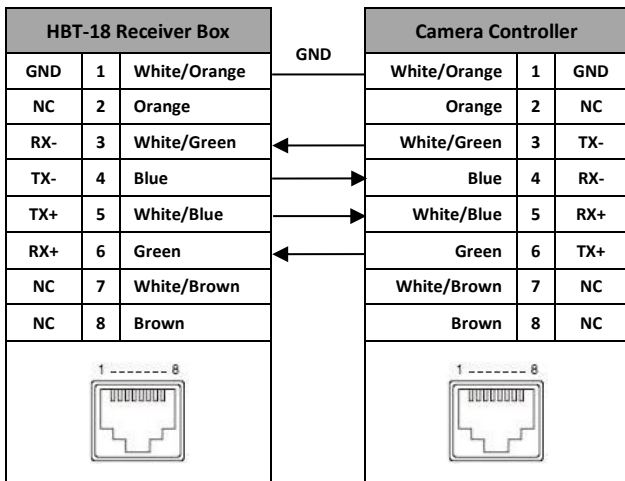 HBT-18 Receiver Box
Camera Controller
GND
GND 1 White/Orange
White/Orange 1 GND
NC 2 Orange
Orange 2 NC
RX- 3 White/Green
White/Green 3 TX-
TX- 4 Blue
Blue 4 RX-
TX+ 5 White/Blue
White/Blue 5 RX+
RX+ 6 Green
Green 6 TX+
NC 7 White/Brown
White/Brown 7 NC
NC 8 Brown
Brown 8 NC
1 ------- 8
1 ------- 8